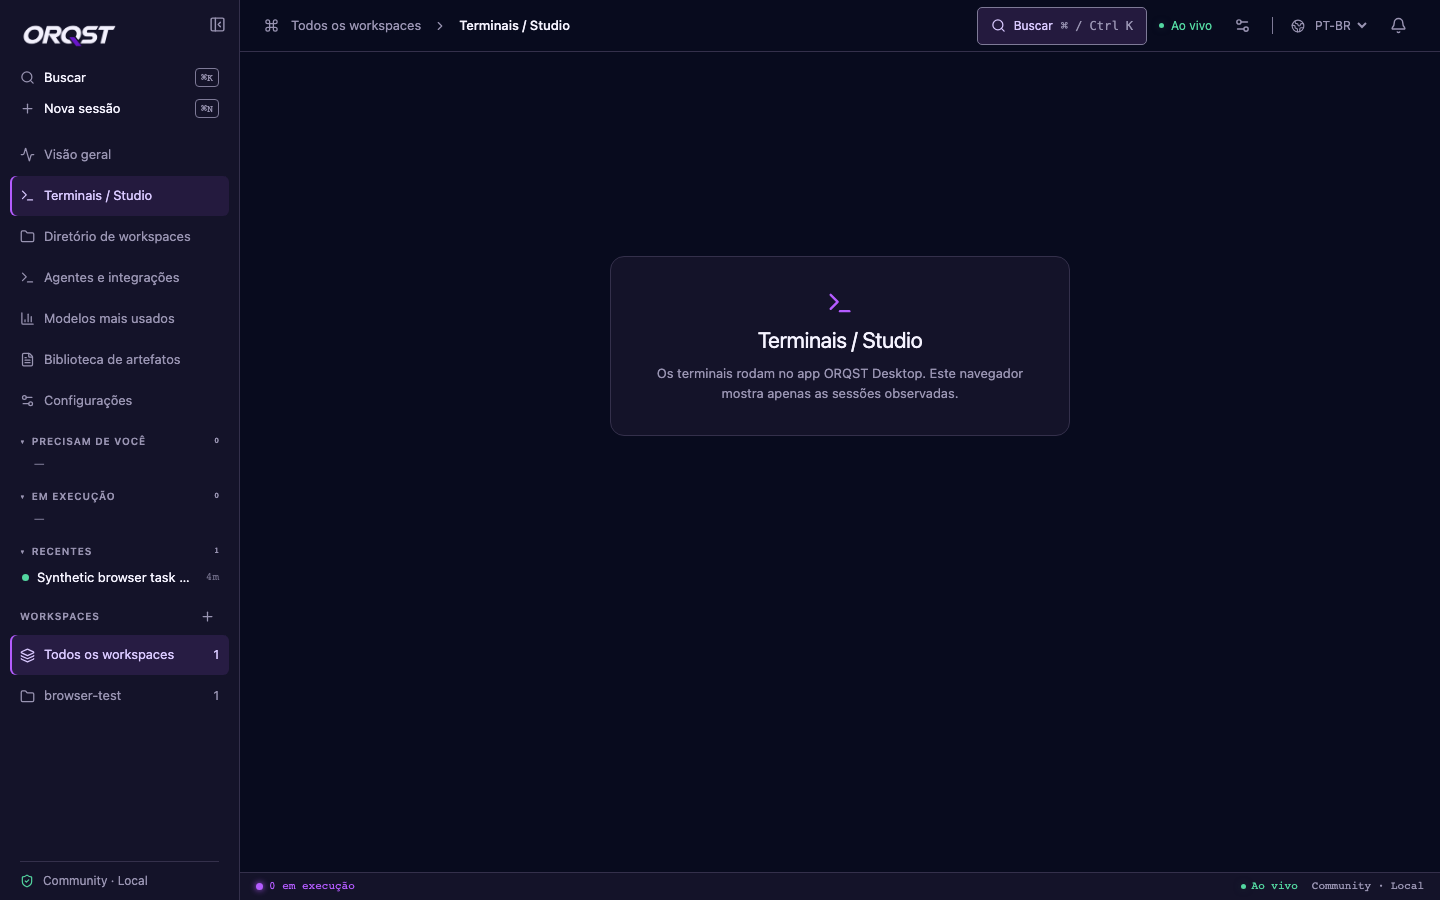 ORQST
Buscar ⌘K
Nova sessão ⌘N
Visão geral
Terminais / Studio
Diretório de workspaces
Agentes e integrações
Modelos mais usados
Biblioteca de artefatos
Configurações
PRECISAM DE VOCÊ 0
—
EM EXECUÇÃO 0
—
RECENTES 1
Synthetic browser task ... 4m
WORKSPACES +
Todos os workspaces 1
browser-test 1
Community · Local
⌘ Todos os workspaces > Terminais / Studio
Buscar ⌘ / Ctrl K
Ao vivo
PT-BR
Terminais / Studio
Os terminais rodam no app ORQST Desktop. Este navegador
mostra apenas as sessões observadas.
0 em execução
Ao vivo Community · Local